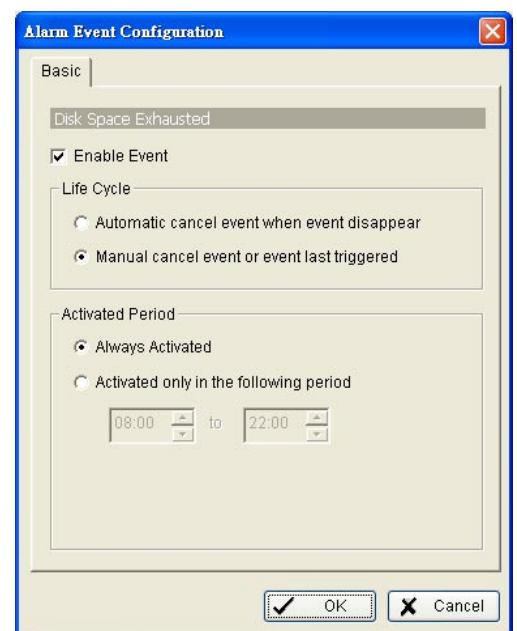 Alarm Event Configuration
Basic
Disk Space Exhausted
Enable Event
Life Cycle
Automatic cancel event when event disappear
Manual cancel event or event last triggered
Activated Period
Always Activated
Activated only in the following period
08:00 to 22:00
OK Cancel